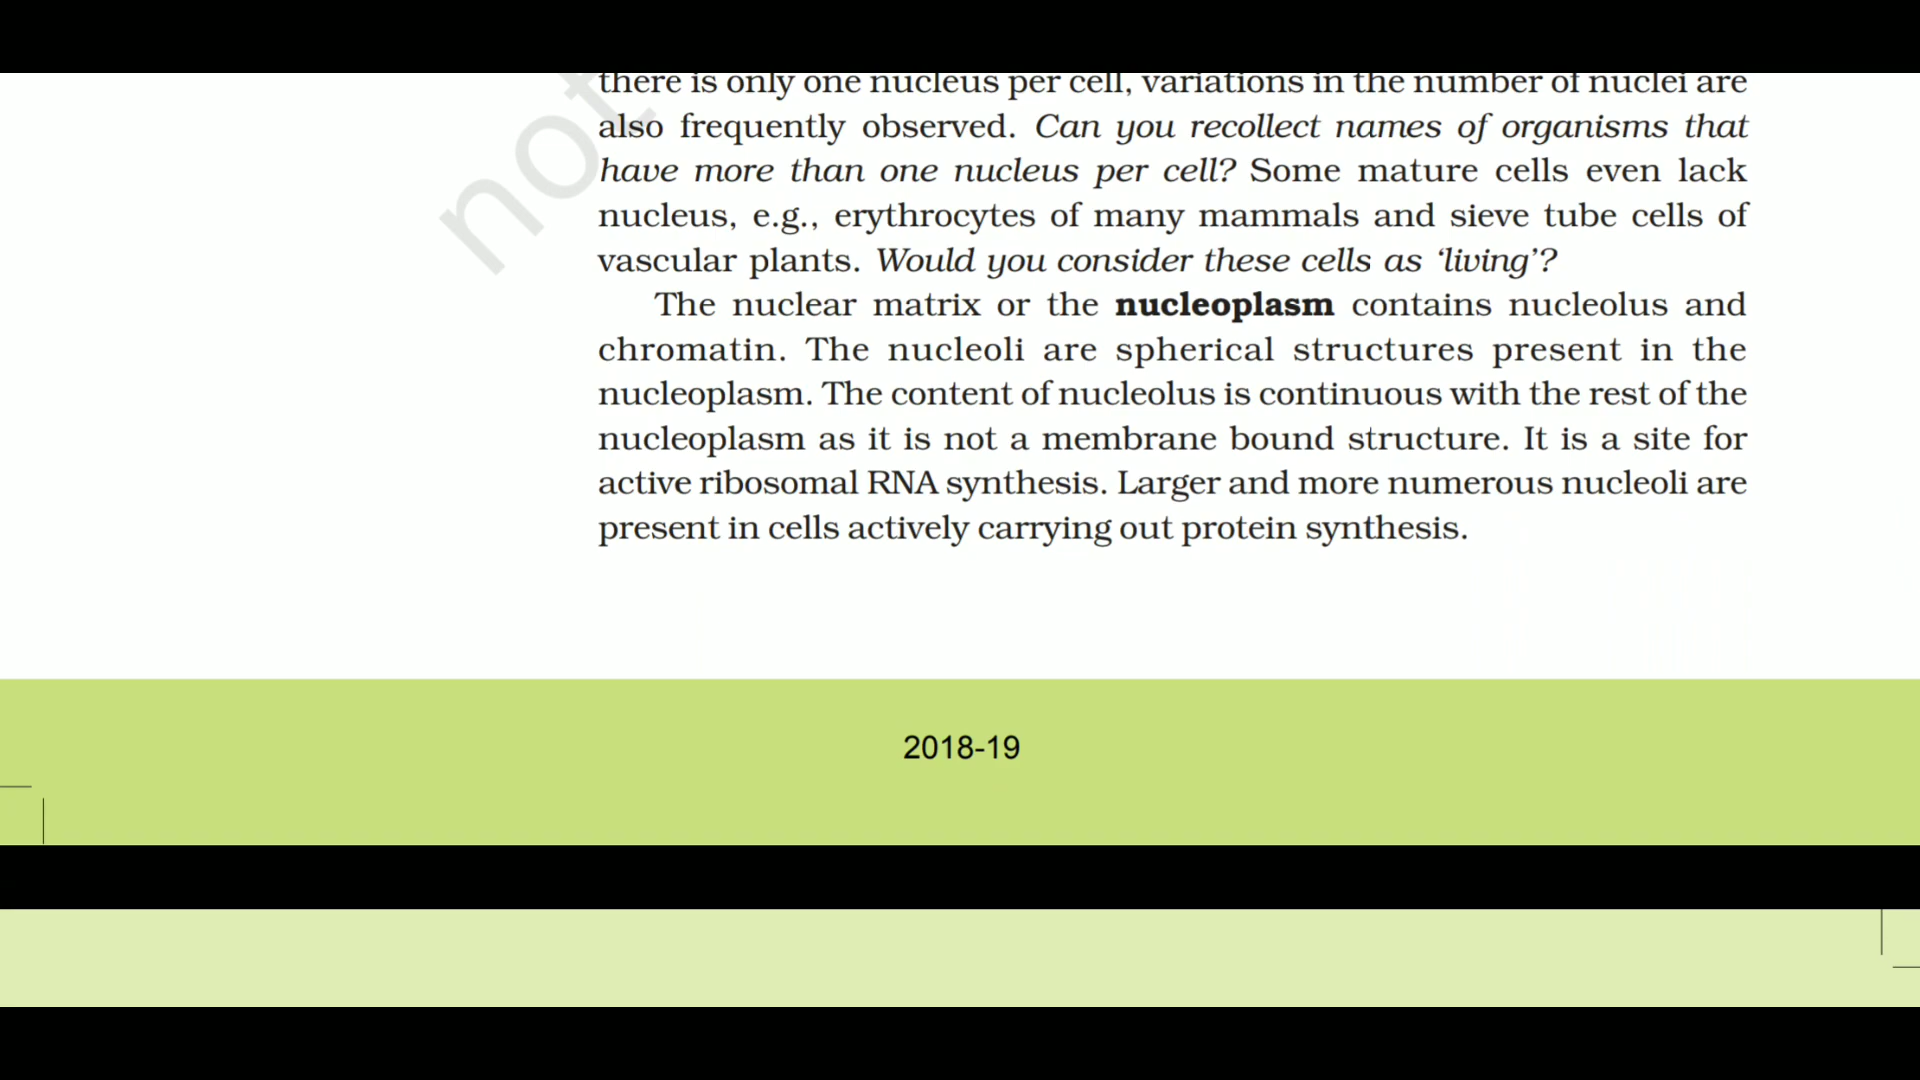 there is only one nucleus per cell, variations in the number of nuclei are
also frequently observed. Can you recollect names of organisms that
have more than one nucleus per cell? Some mature cells even lack
nucleus, e.g., erythrocytes of many mammals and sieve tube cells of
vascular plants. Would you consider these cells as ‘living’?
The nuclear matrix or the nucleoplasm contains nucleolus and
chromatin. The nucleoli are spherical structures present in the
nucleoplasm. The content of nucleolus is continuous with the rest of the
nucleoplasm as it is not a membrane bound structure. It is a site for
active ribosomal RNA synthesis. Larger and more numerous nucleoli are
present in cells actively carrying out protein synthesis.
not
2018-19